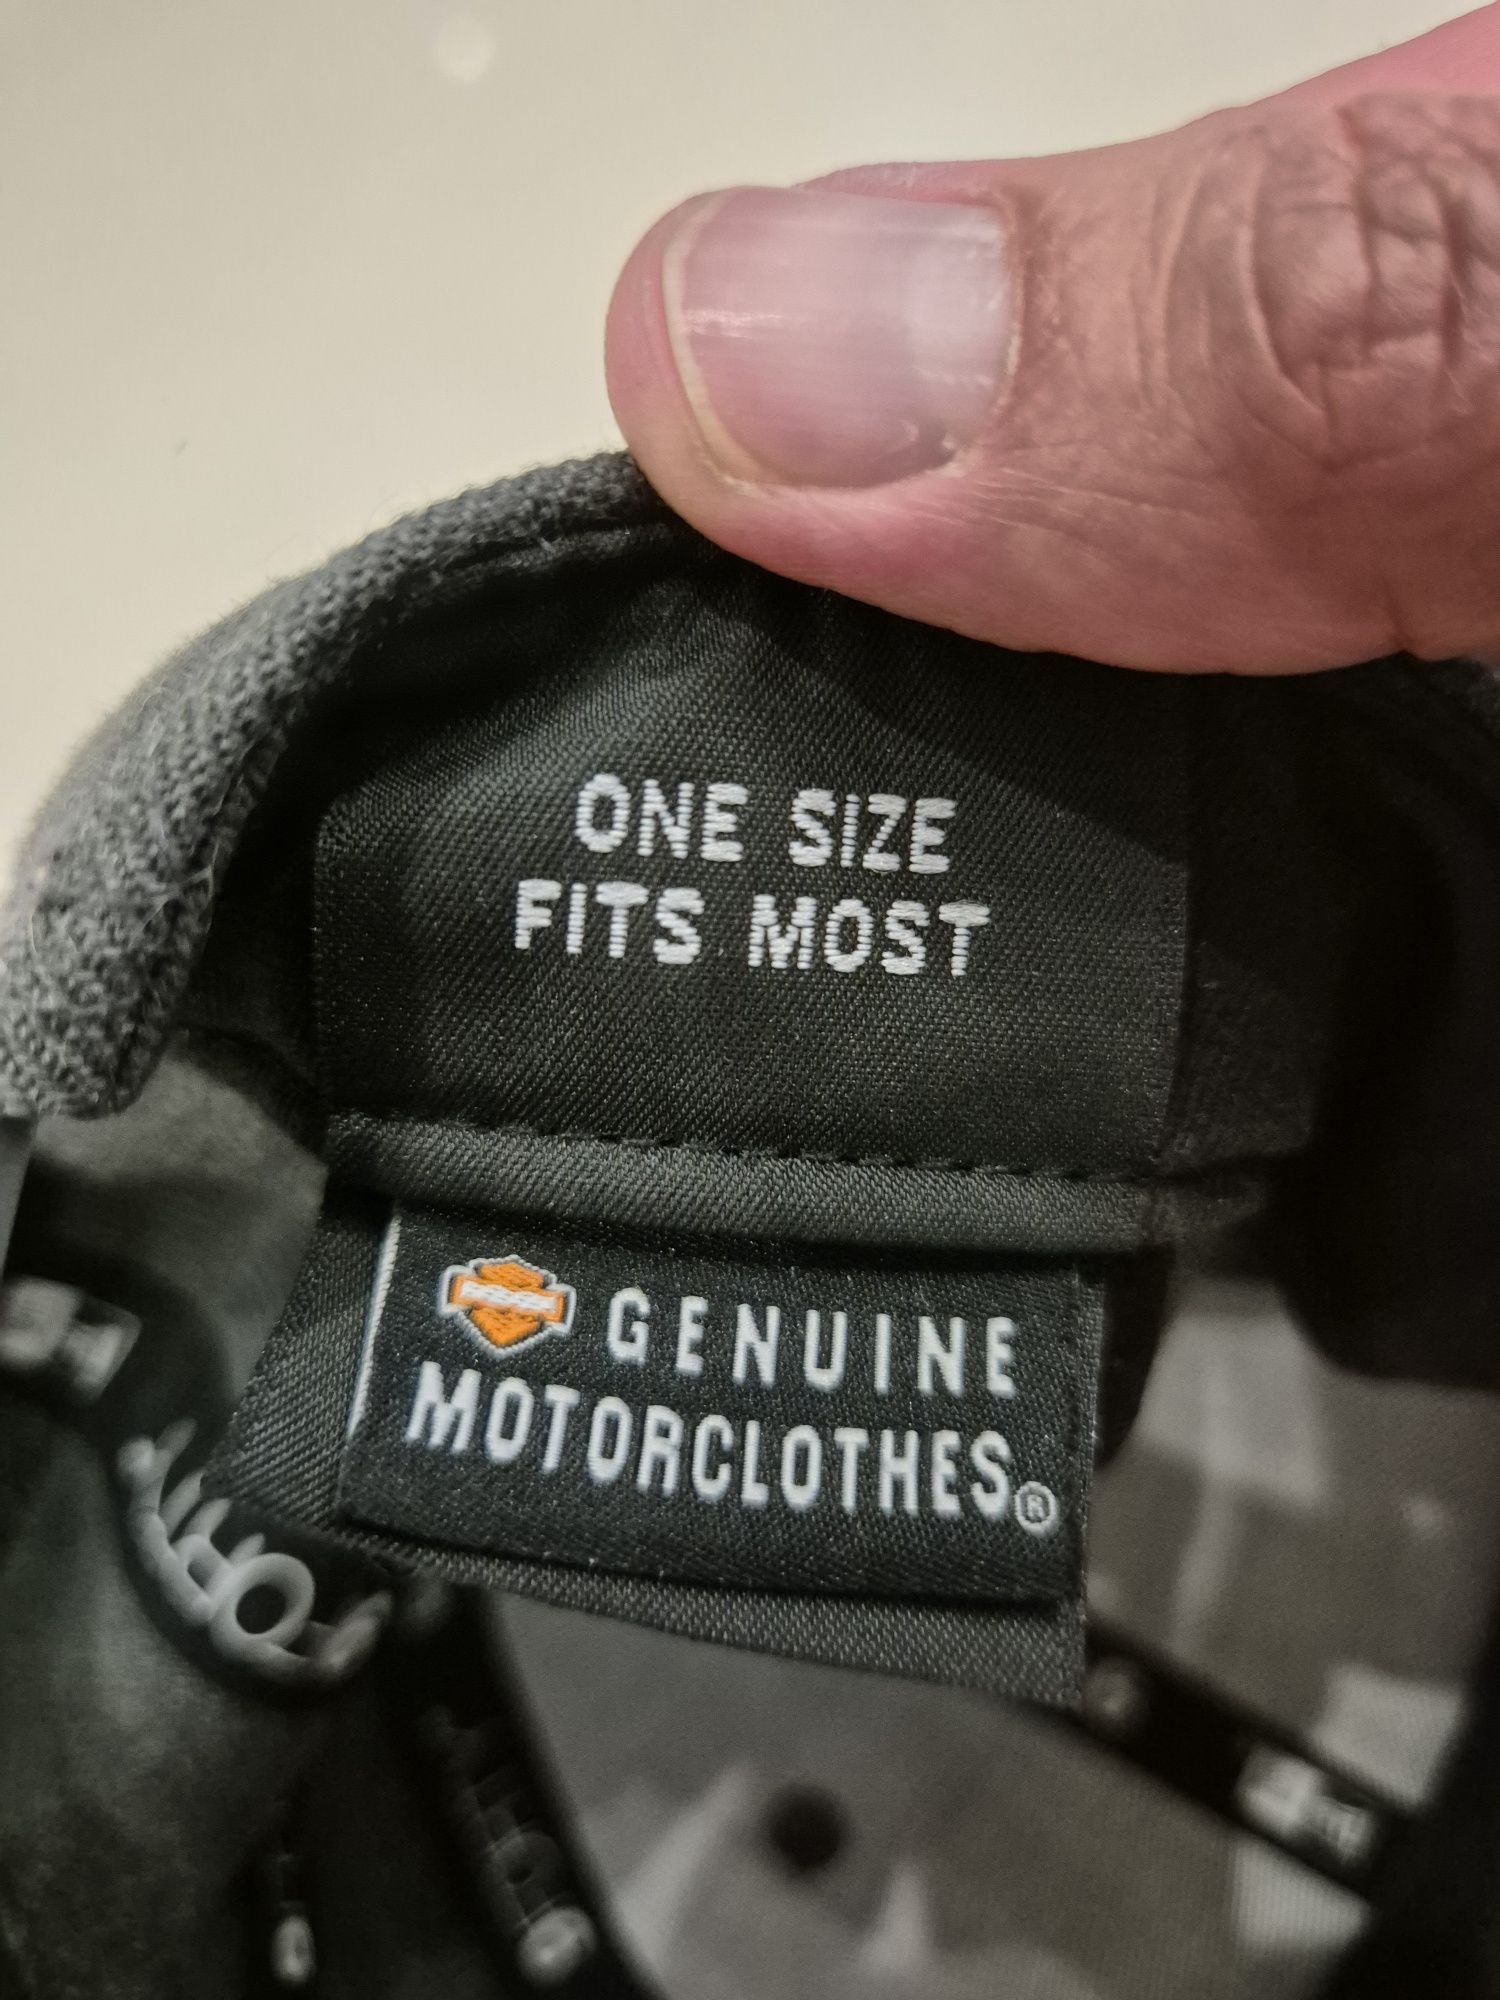 ONE SIZE
FITS MOST
GENUINE
MOTORCLOTHES®